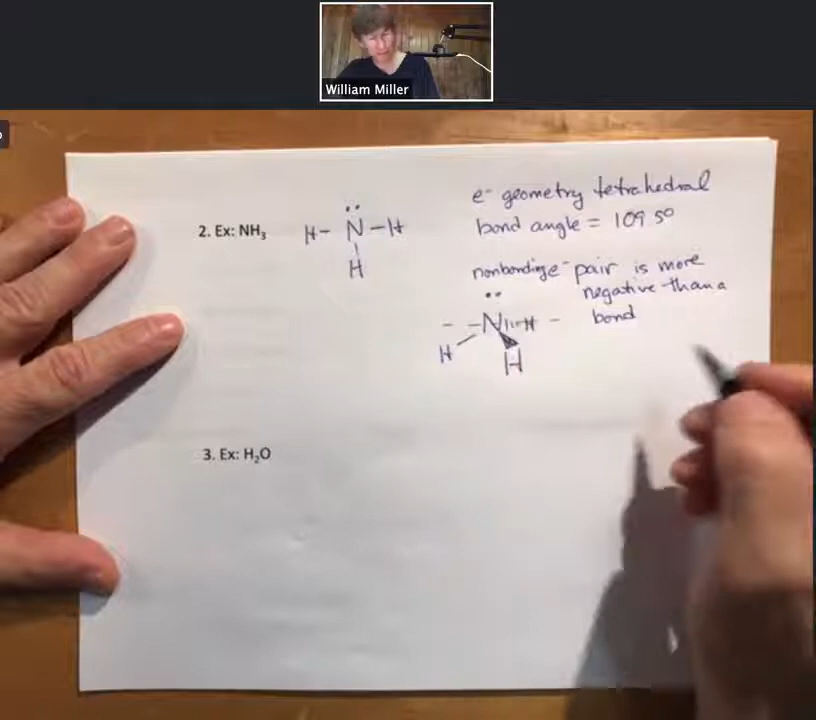 William Miller
2. Ex: NH₃
H- N -H
H
e⁻ geometry tetrahedral
bond angle = 109.5°
nonbonding e⁻ pair is more
negative than a
bond
N H
H
H
3. Ex: H₂O